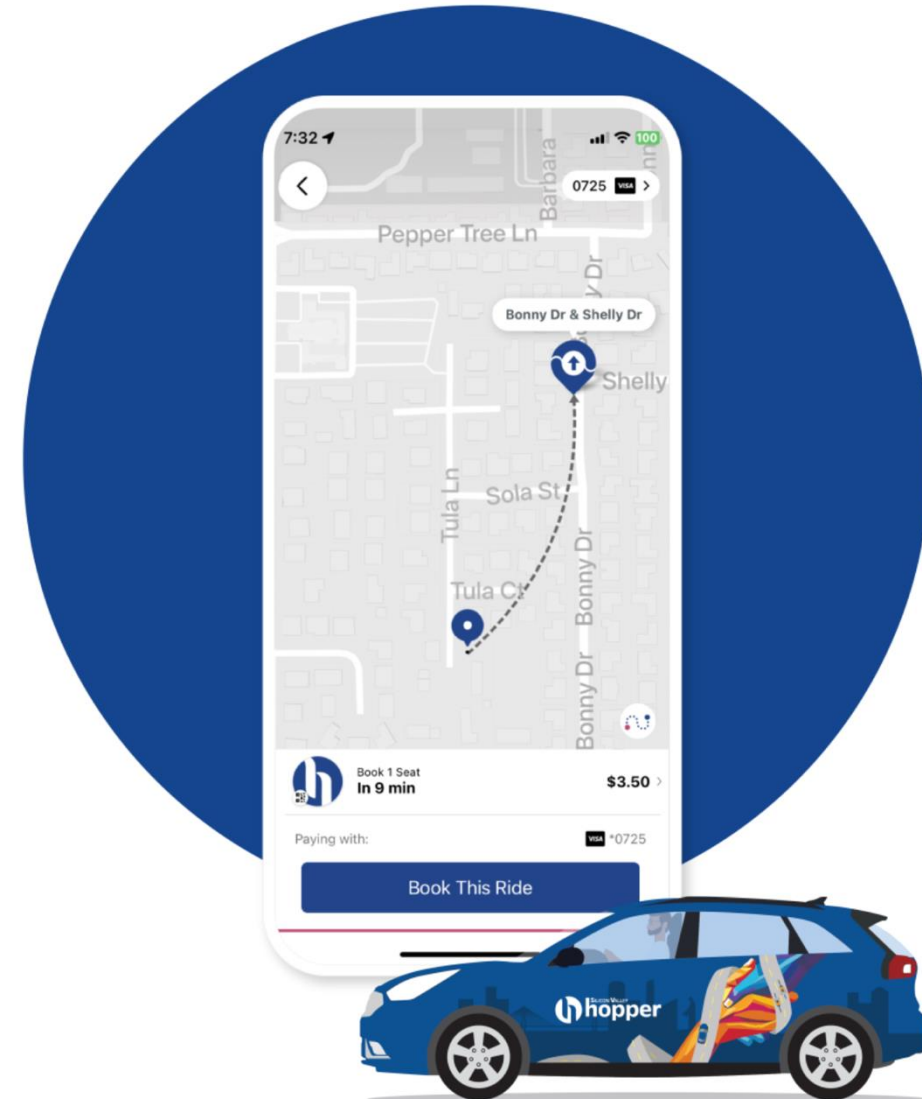 7:32
100
0725 VISA
Barbara
Pepper Tree Ln
Bonny Dr & Shelly Dr
Shelly
Tula Ln
Sola St
Bonny Dr
Tula Ct
Bonny Dr
Book 1 Seat
In 9 min
$3.50
Paying with:
VISA *0725
Book This Ride
SILICON VALLEY
hopper